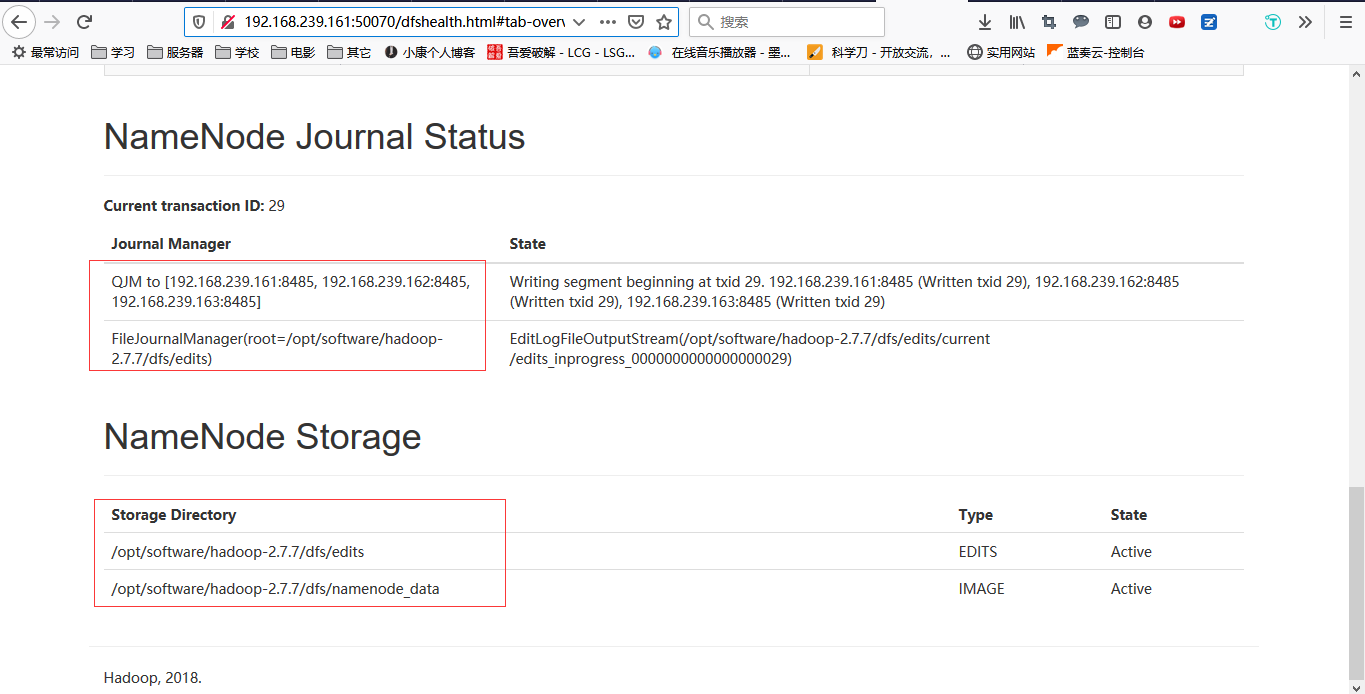 192.168.239.161:50070/dfshealth.html#tab-over
搜索
最常访问 学习 服务器 学校 电影 其它 小康个人博客 吾爱破解 - LCG - LSG... 在线音乐播放器 - 墨... 科学刀 - 开放交流，... 实用网站 蓝奏云-控制台
NameNode Journal Status
Current transaction ID: 29
Journal Manager State
QJM to [192.168.239.161:8485, 192.168.239.162:8485, Writing segment beginning at txid 29. 192.168.239.161:8485 (Written txid 29), 192.168.239.162:8485
192.168.239.163:8485] (Written txid 29), 192.168.239.163:8485 (Written txid 29)
FileJournalManager(root=/opt/software/hadoop- EditLogFileOutputStream(/opt/software/hadoop-2.7.7/dfs/edits/current
2.7.7/dfs/edits) /edits_inprogress_0000000000000000029)
NameNode Storage
Storage Directory Type State
/opt/software/hadoop-2.7.7/dfs/edits EDITS Active
/opt/software/hadoop-2.7.7/dfs/namenode_data IMAGE Active
Hadoop, 2018.